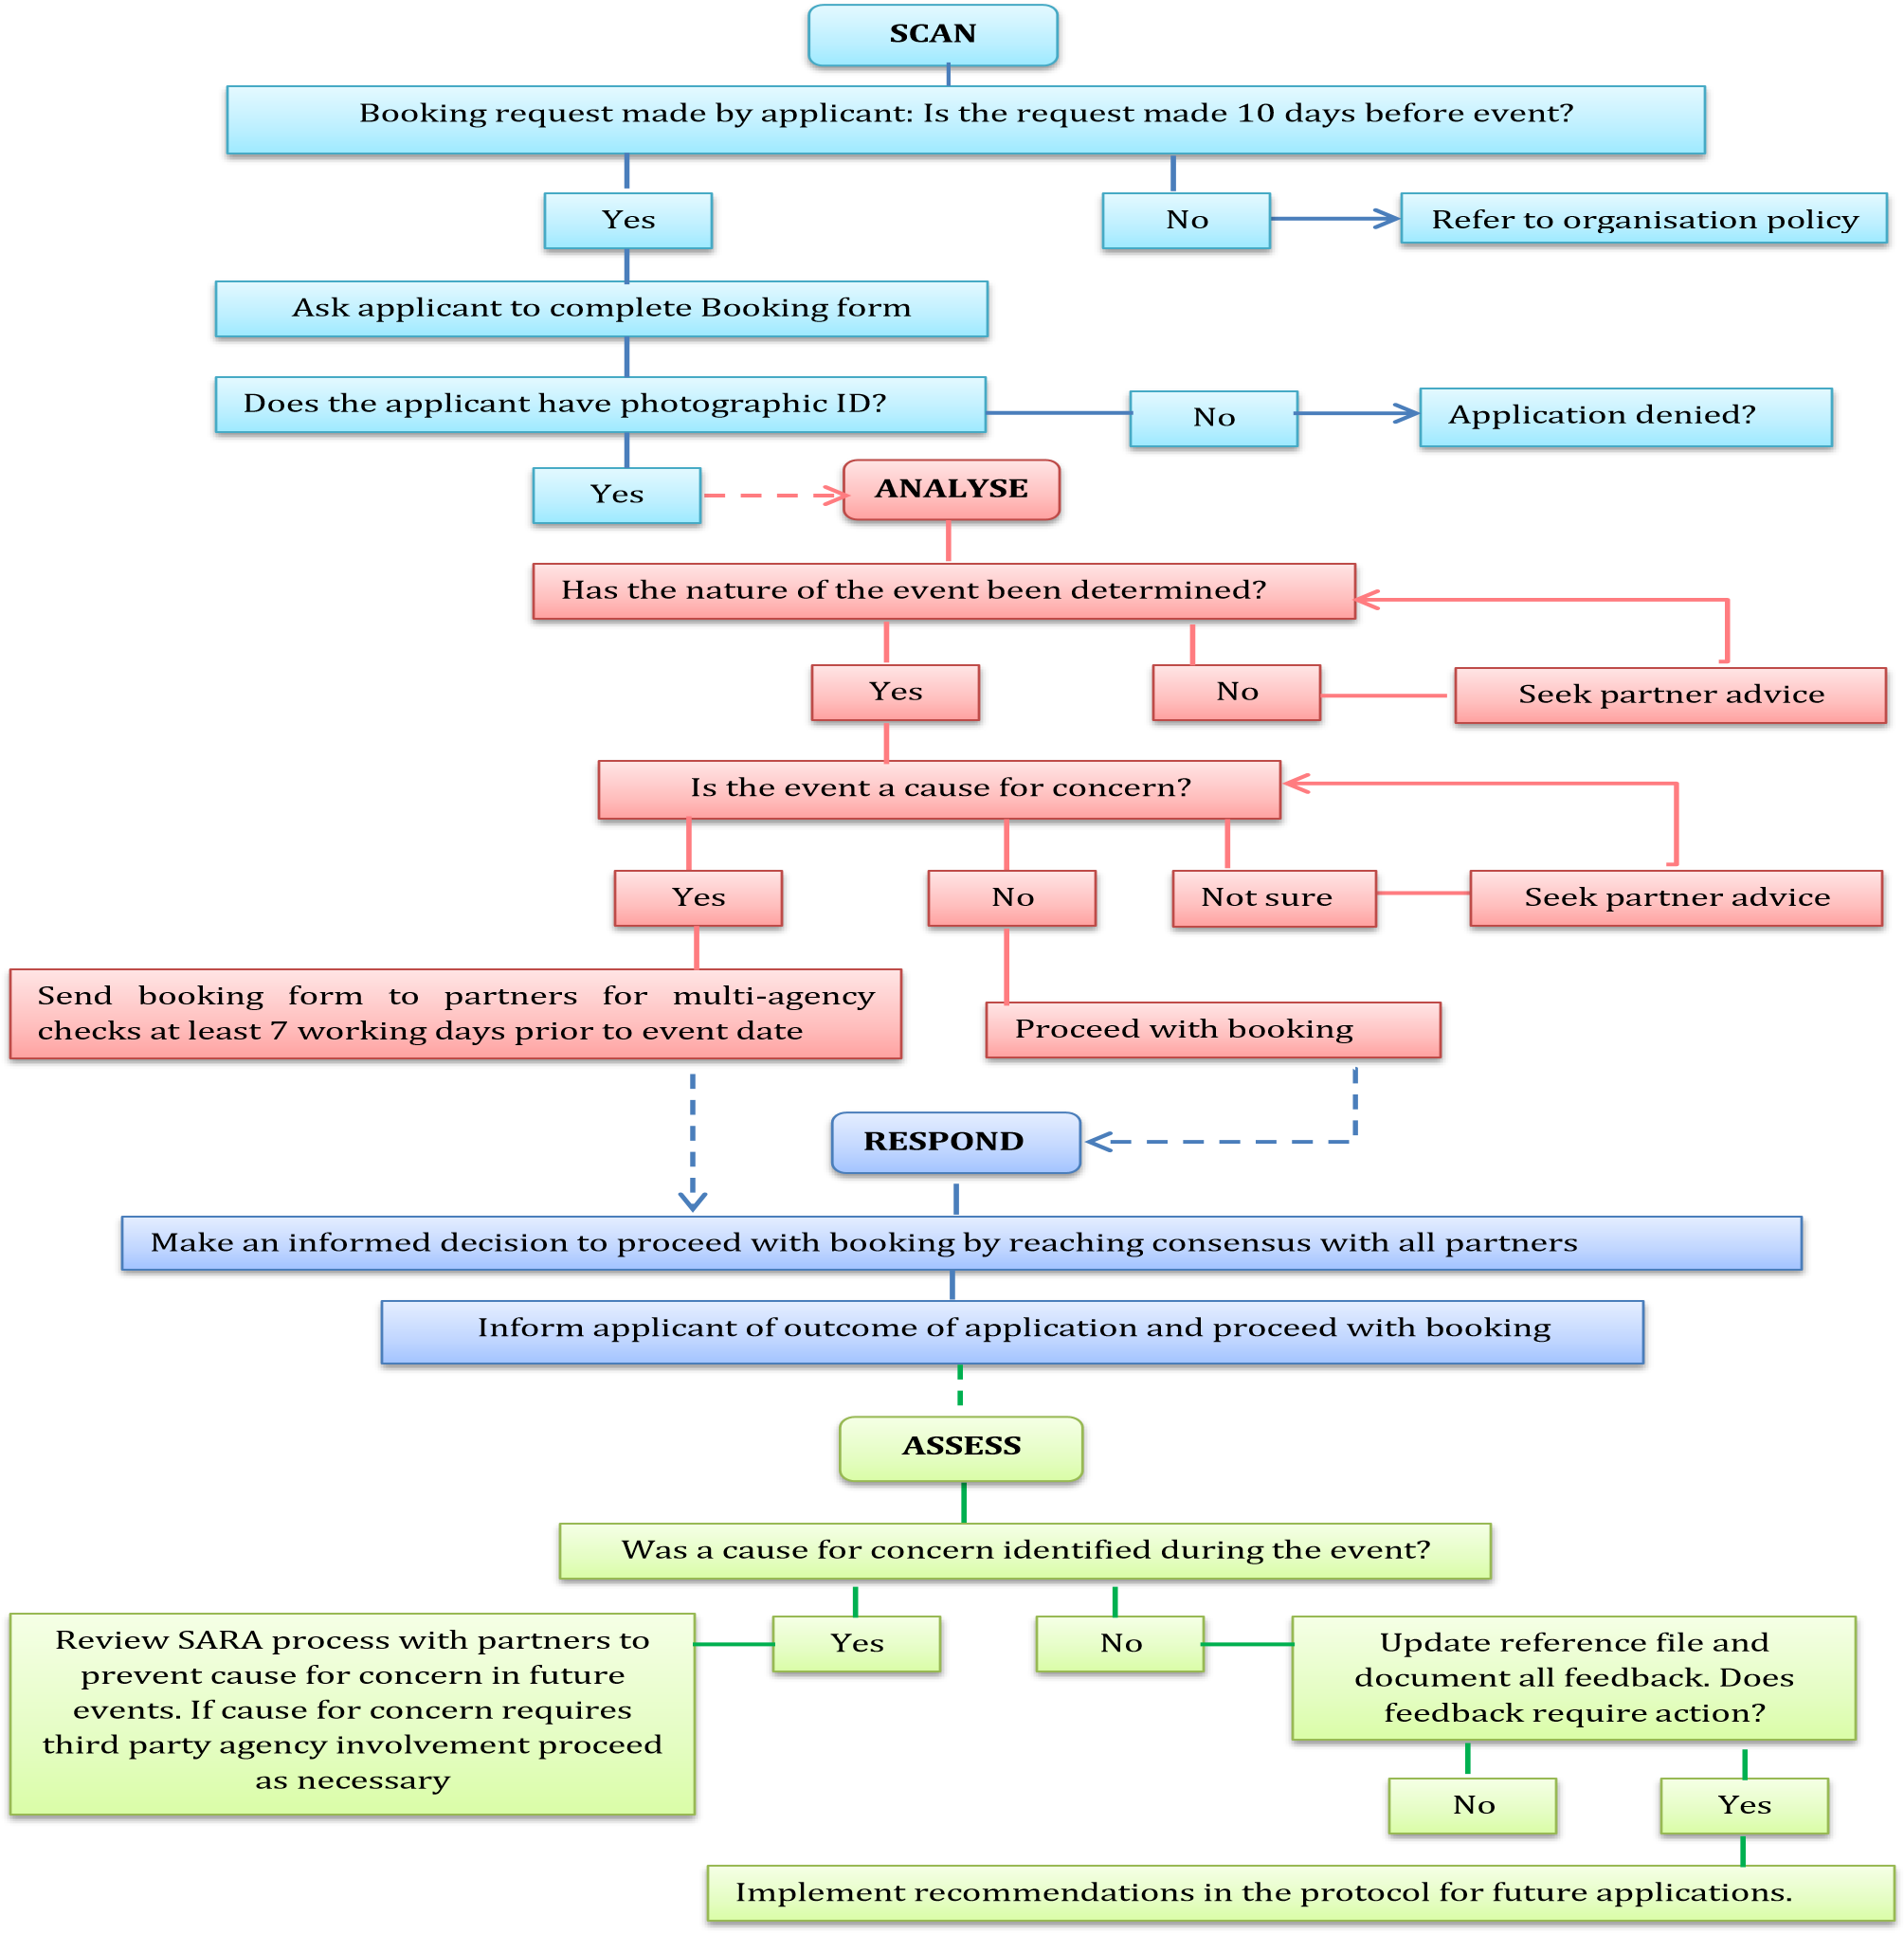 SCAN
Booking request made by applicant: Is the request made 10 days before event?
Yes
No
Refer to organisation policy
Ask applicant to complete Booking form
Does the applicant have photographic ID?
No
Application denied?
Yes
ANALYSE
Has the nature of the event been determined?
Yes
No
Seek partner advice
Is the event a cause for concern?
Yes
No
Not sure
Seek partner advice
Send booking form to partners for multi-agency
checks at least 7 working days prior to event date
Proceed with booking
RESPOND
Make an informed decision to proceed with booking by reaching consensus with all partners
Inform applicant of outcome of application and proceed with booking
ASSESS
Was a cause for concern identified during the event?
Review SARA process with partners to
prevent cause for concern in future
events. If cause for concern requires
third party agency involvement proceed
as necessary
Yes
No
Update reference file and
document all feedback. Does
feedback require action?
No
Yes
Implement recommendations in the protocol for future applications.